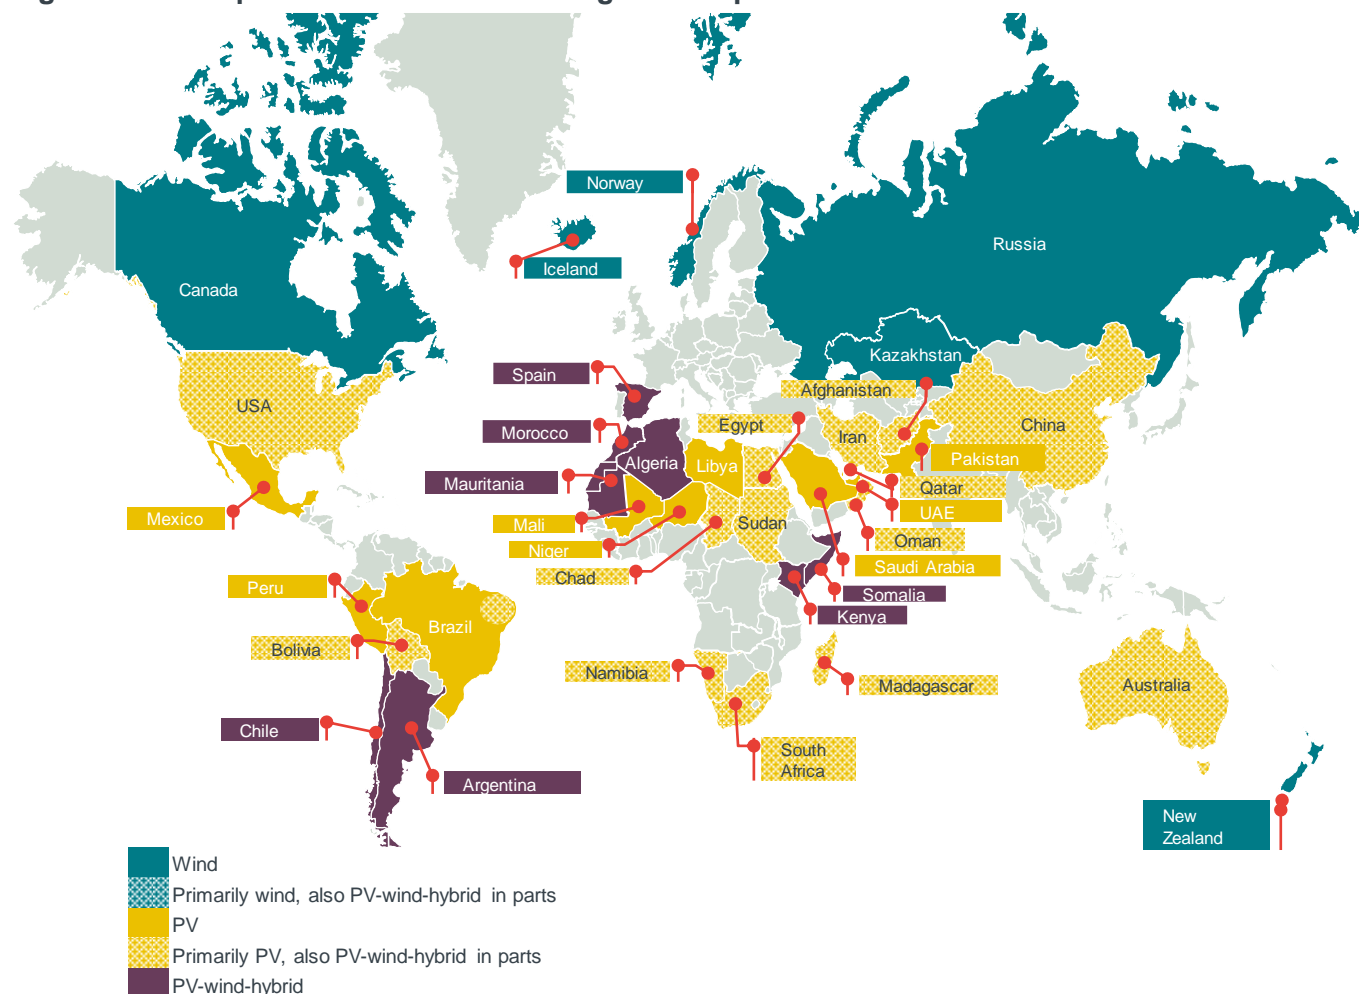 Norway
Russia
Iceland
Canada
Kazakhstan
Spain
Afghanistan
USA
Egypt
China
Morocco
Iran
Algeria
Libya
Pakistan
Mauritania
Qatar
Mexico
Mali
Sudan
UAE
Niger
Oman
Chad
Saudi Arabia
Peru
Somalia
Kenya
Brazil
Bolivia
Namibia
Madagascar
Australia
Chile
South
Africa
Argentina
New
Zealand
Wind
Primarily wind, also PV-wind-hybrid in parts
PV
Primarily PV, also PV-wind-hybrid in parts
PV-wind-hybrid